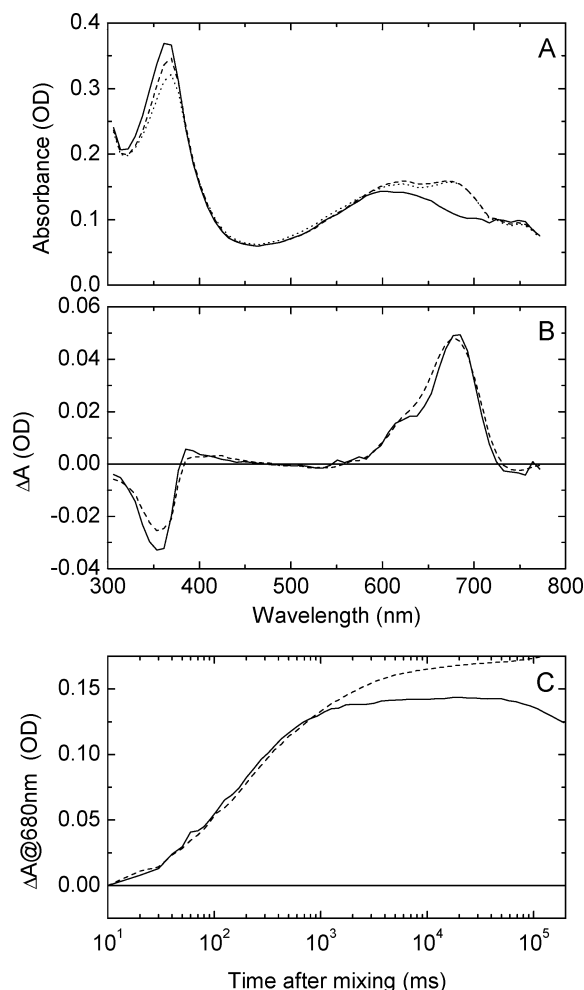 A
0.4
0.3
0.2
0.1
0.0
Absorbance (OD)
B
0.06
0.04
0.02
0.00
-0.02
-0.04
ΔA (OD)
300 400 500 600 700 800
Wavelength (nm)
C
0.15
0.10
0.05
0.00
ΔA@680nm (OD)
10¹ 10² 10³ 10⁴ 10⁵
Time after mixing (ms)